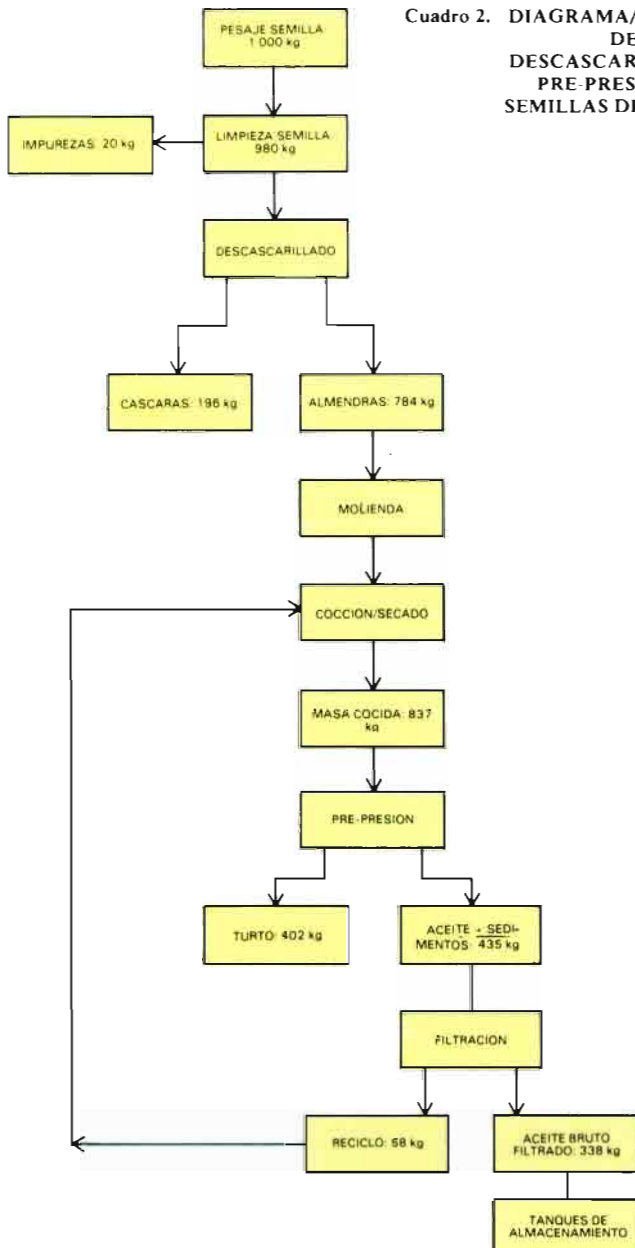 Cuadro 2. DIAGRAMA/
DE
DESCASCAR
PRE-PRES
SEMILLAS DE
PESAJE SEMILLA:
1 000 kg
IMPUREZAS: 20 kg
LIMPIEZA SEMILLA
980 kg
DESCASCARILLADO
CASCARAS: 196 kg
ALMENDRAS: 784 kg
MOLIENDA
COCCION/SECADO
MASA COCIDA: 837
kg
PRE-PRESION
TURTO: 402 kg
ACEITE + SEDI-
MENTOS: 435 kg
FILTRACION
RECICLO: 58 kg
ACEITE BRUTO
FILTRADO: 338 kg
TANQUES DE
ALMACENAMIENTO